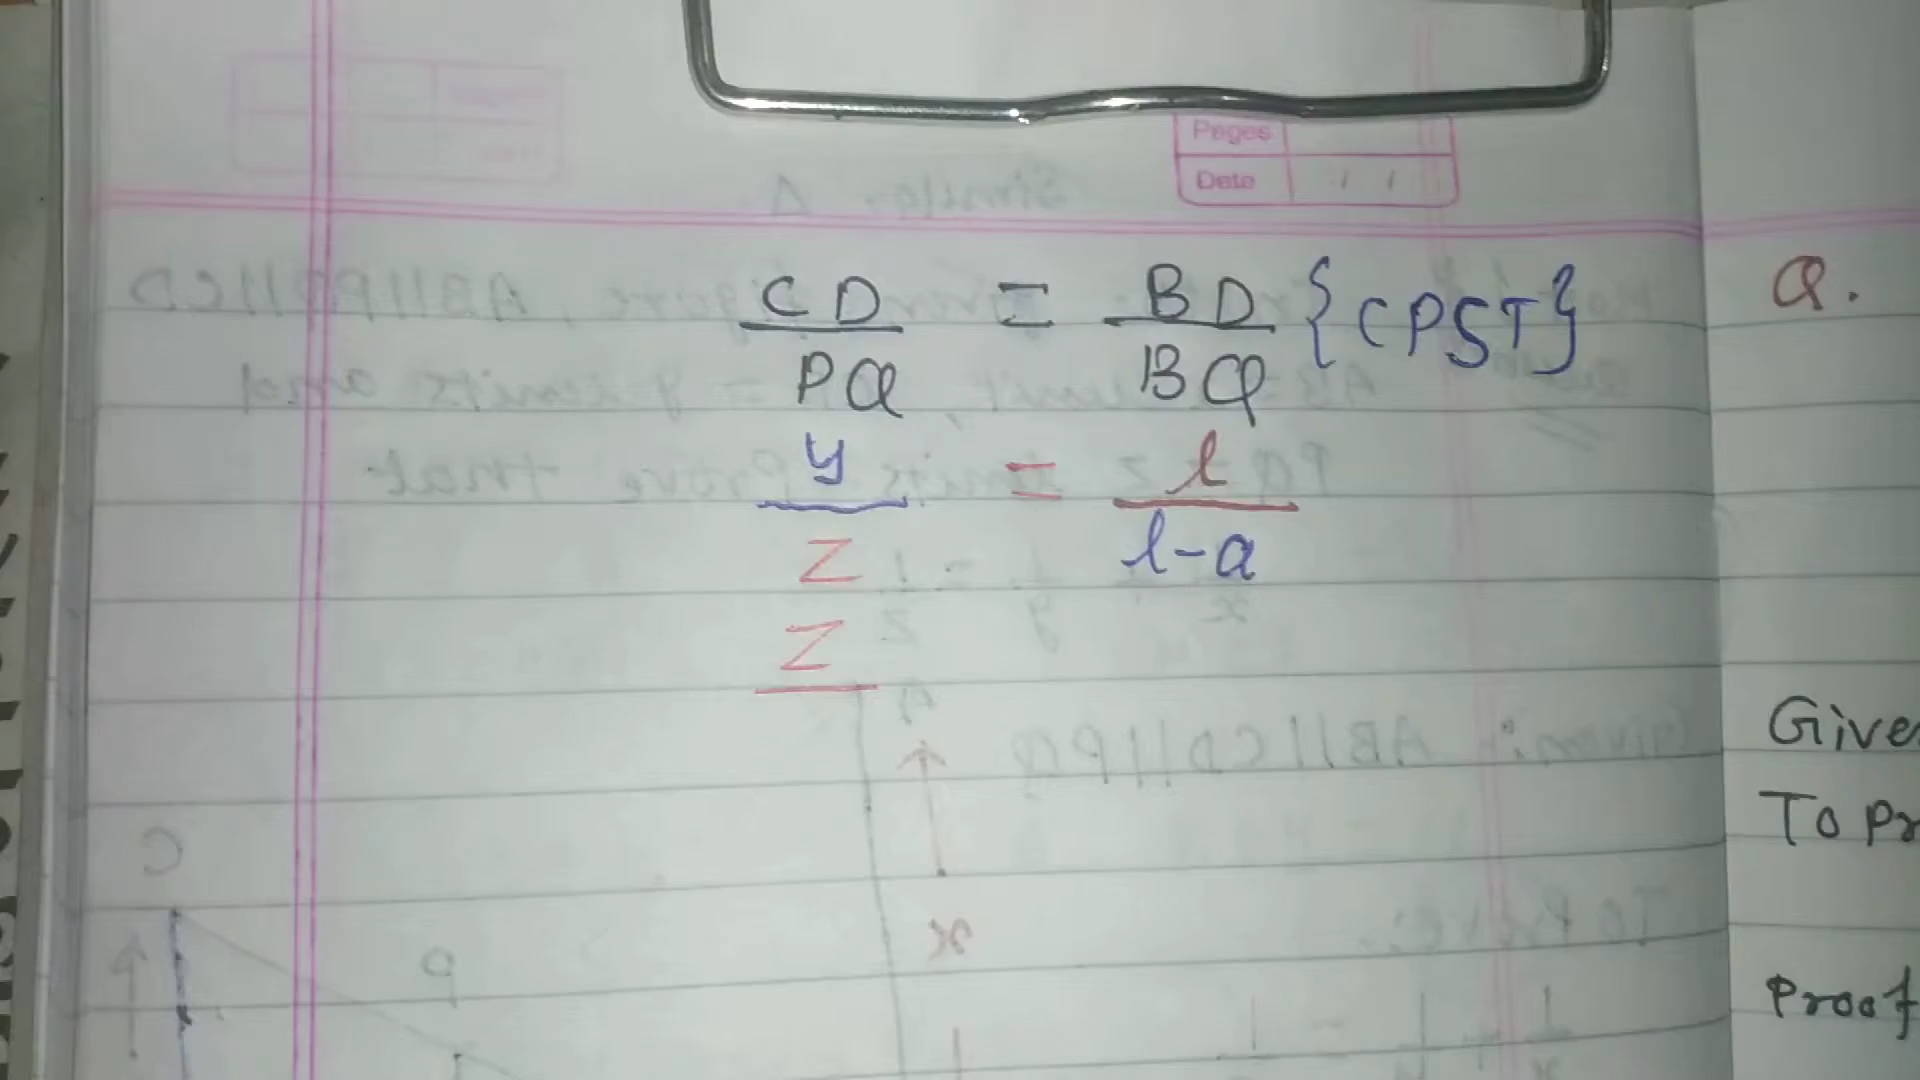 Pages
Date
CD/PQ = BD/BQ {CPST}
y/z = l/l-a
z
Q.
Give
To Pr
Proof